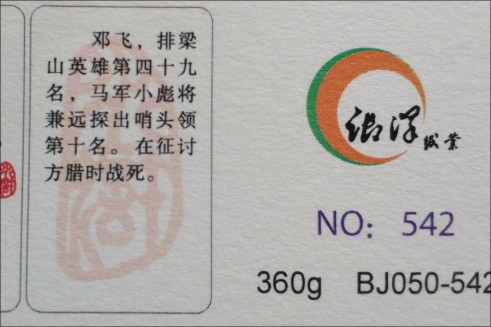 邓飞，排梁
山英雄第四十九
名，马军小彪将
兼远探出哨头领
第十名。在征讨
方腊时战死。
NO：542
360g BJ050-542